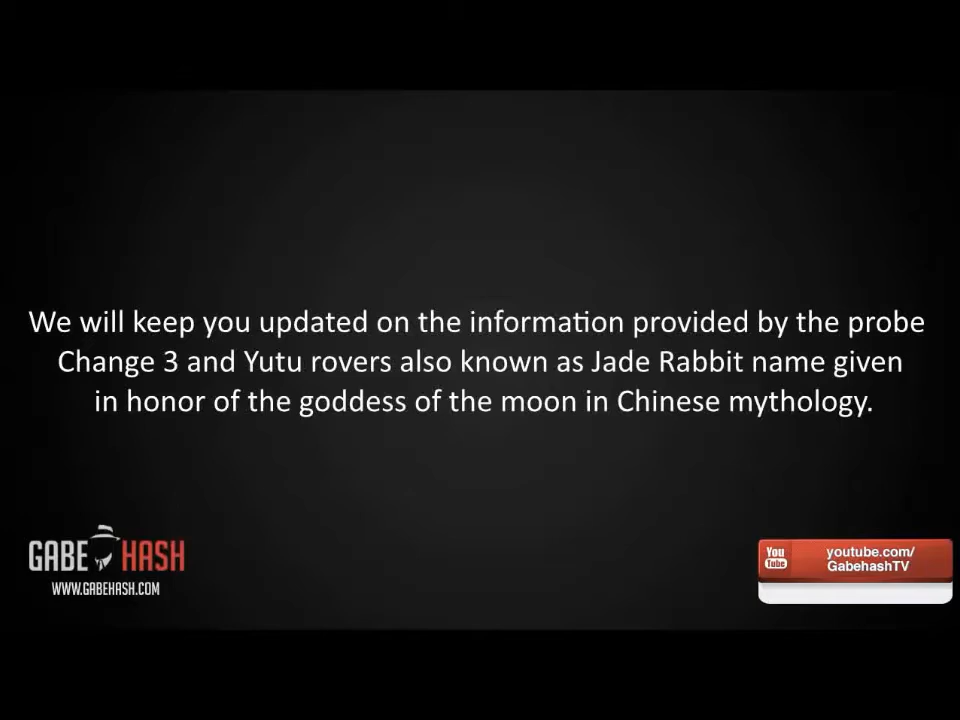 We will keep you updated on the information provided by the probe
Change 3 and Yutu rovers also known as Jade Rabbit name given
in honor of the goddess of the moon in Chinese mythology.
GABE HASH
WWW.GABEHASH.COM
You
Tube
youtube.com/
GabehashTV